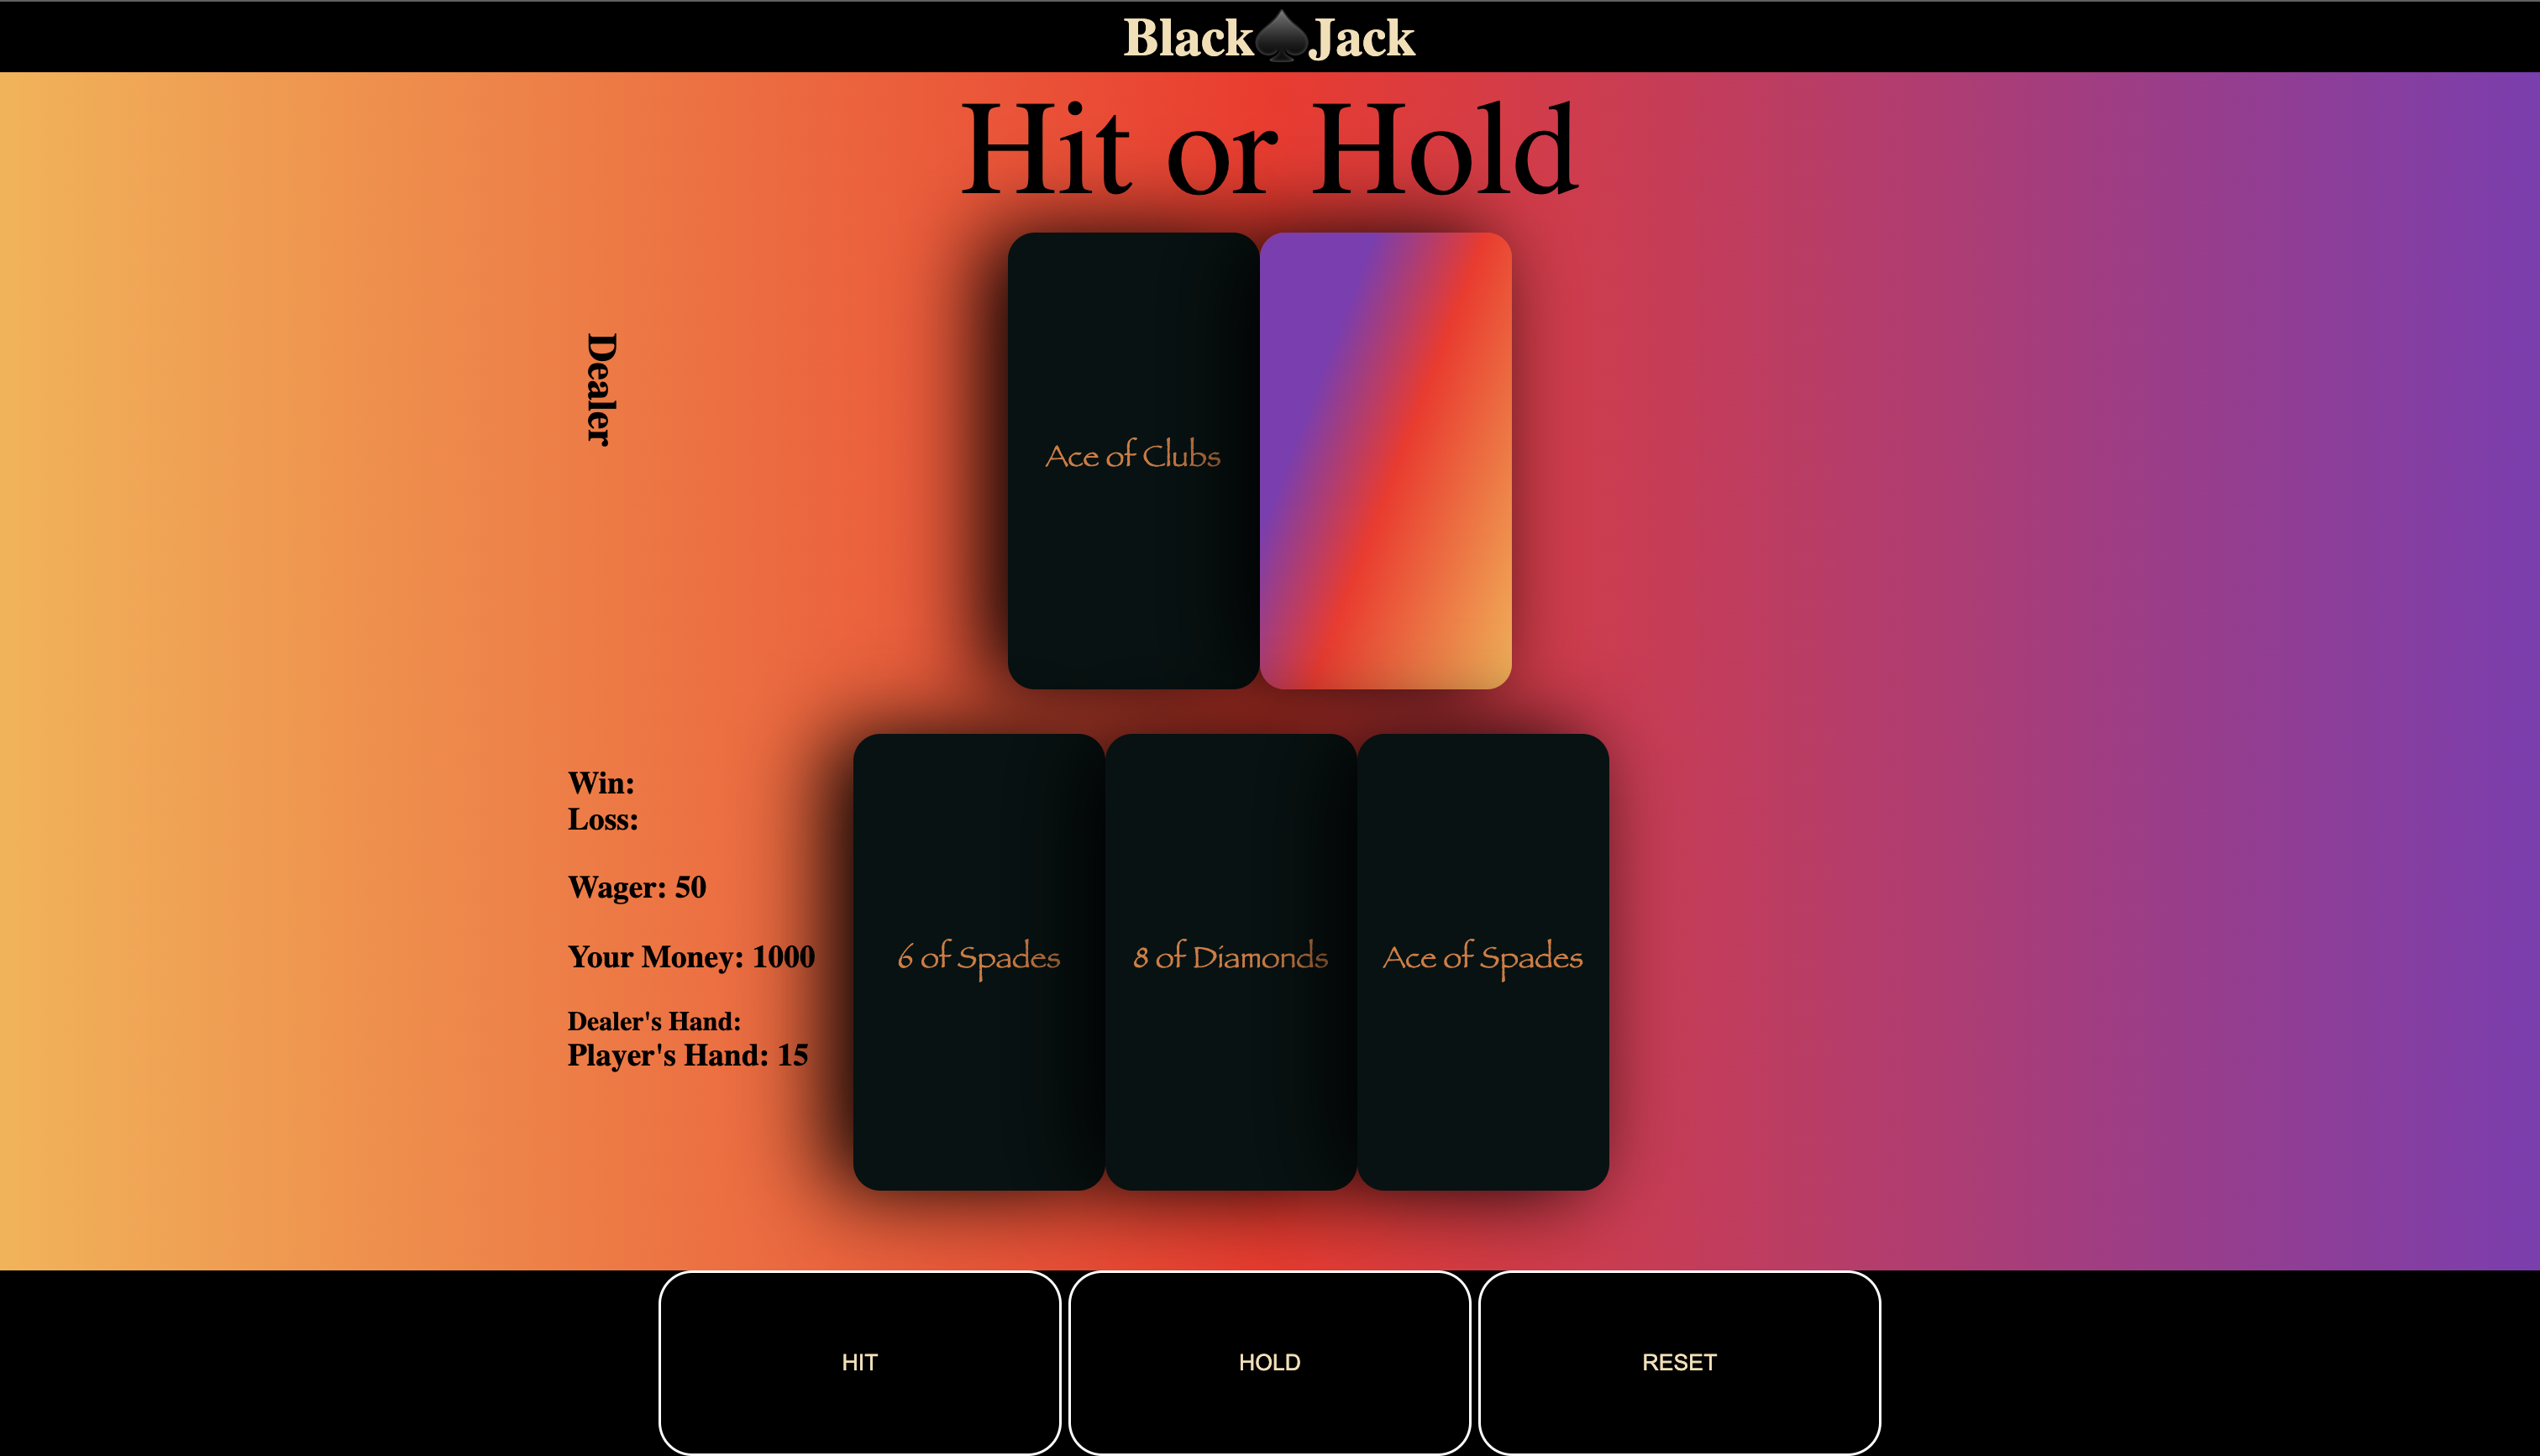 Black♠Jack
Hit or Hold
Dealer
Ace of Clubs
Win:
Loss:
Wager: 50
Your Money: 1000
Dealer's Hand:
Player's Hand: 15
6 of Spades
8 of Diamonds
Ace of Spades
HIT
HOLD
RESET